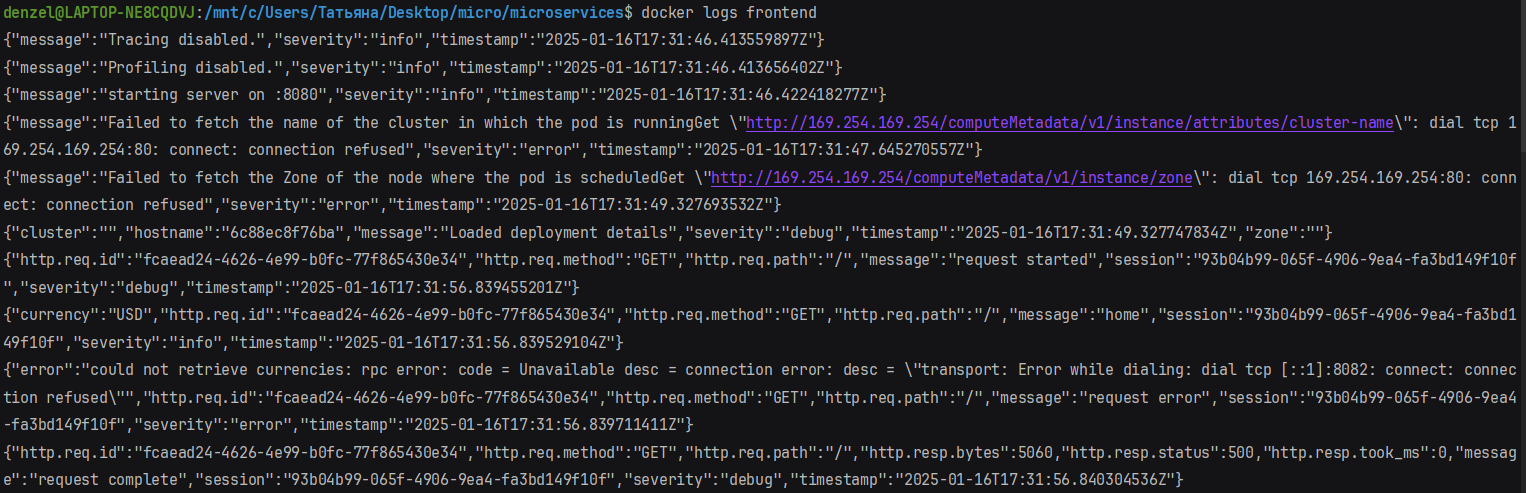 denzel@LAPTOP-NE8CQDVJ:/mnt/c/Users/Татьяна/Desktop/micro/microservices$ docker logs frontend
{"message":"Tracing disabled.","severity":"info","timestamp":"2025-01-16T17:31:46.413559897Z"}
{"message":"Profiling disabled.","severity":"info","timestamp":"2025-01-16T17:31:46.413656402Z"}
{"message":"starting server on :8080","severity":"info","timestamp":"2025-01-16T17:31:46.422418277Z"}
{"message":"Failed to fetch the name of the cluster in which the pod is runningGet \"http://169.254.169.254/computeMetadata/v1/instance/attributes/cluster-name\": dial tcp 1
69.254.169.254:80: connect: connection refused","severity":"error","timestamp":"2025-01-16T17:31:47.645270557Z"}
{"message":"Failed to fetch the Zone of the node where the pod is scheduledGet \"http://169.254.169.254/computeMetadata/v1/instance/zone\": dial tcp 169.254.169.254:80: conn
ect: connection refused","severity":"error","timestamp":"2025-01-16T17:31:49.327693532Z"}
{"cluster":"","hostname":"6c88ec8f76ba","message":"Loaded deployment details","severity":"debug","timestamp":"2025-01-16T17:31:49.327747834Z","zone":""}
{"http.req.id":"fcaead24-4626-4e99-b0fc-77f865430e34","http.req.method":"GET","http.req.path":"/","message":"request started","session":"93b04b99-065f-4906-9ea4-fa3bd149f10f
","severity":"debug","timestamp":"2025-01-16T17:31:56.839455201Z"}
{"currency":"USD","http.req.id":"fcaead24-4626-4e99-b0fc-77f865430e34","http.req.method":"GET","http.req.path":"/","message":"home","session":"93b04b99-065f-4906-9ea4-fa3bd1
49f10f","severity":"info","timestamp":"2025-01-16T17:31:56.839529104Z"}
{"error":"could not retrieve currencies: rpc error: code = Unavailable desc = connection error: desc = \"transport: Error while dialing: dial tcp [::1]:8082: connect: connec
tion refused\"","http.req.id":"fcaead24-4626-4e99-b0fc-77f865430e34","http.req.method":"GET","http.req.path":"/","message":"request error","session":"93b04b99-065f-4906-9ea4
-fa3bd149f10f","severity":"error","timestamp":"2025-01-16T17:31:56.839711411Z"}
{"http.req.id":"fcaead24-4626-4e99-b0fc-77f865430e34","http.req.method":"GET","http.req.path":"/","http.resp.bytes":5060,"http.resp.status":500,"http.resp.took_ms":0,"messag
e":"request complete","session":"93b04b99-065f-4906-9ea4-fa3bd149f10f","severity":"debug","timestamp":"2025-01-16T17:31:56.840304536Z"}